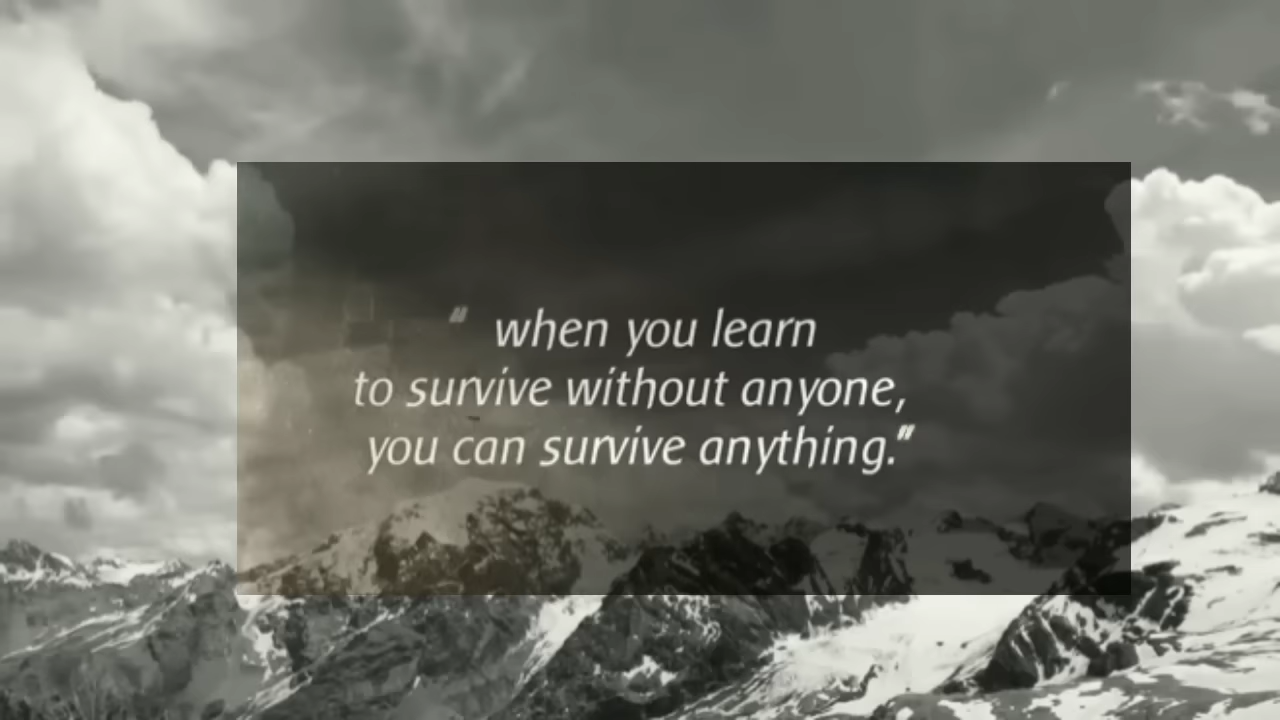 " when you learn
to survive without anyone,
you can survive anything."